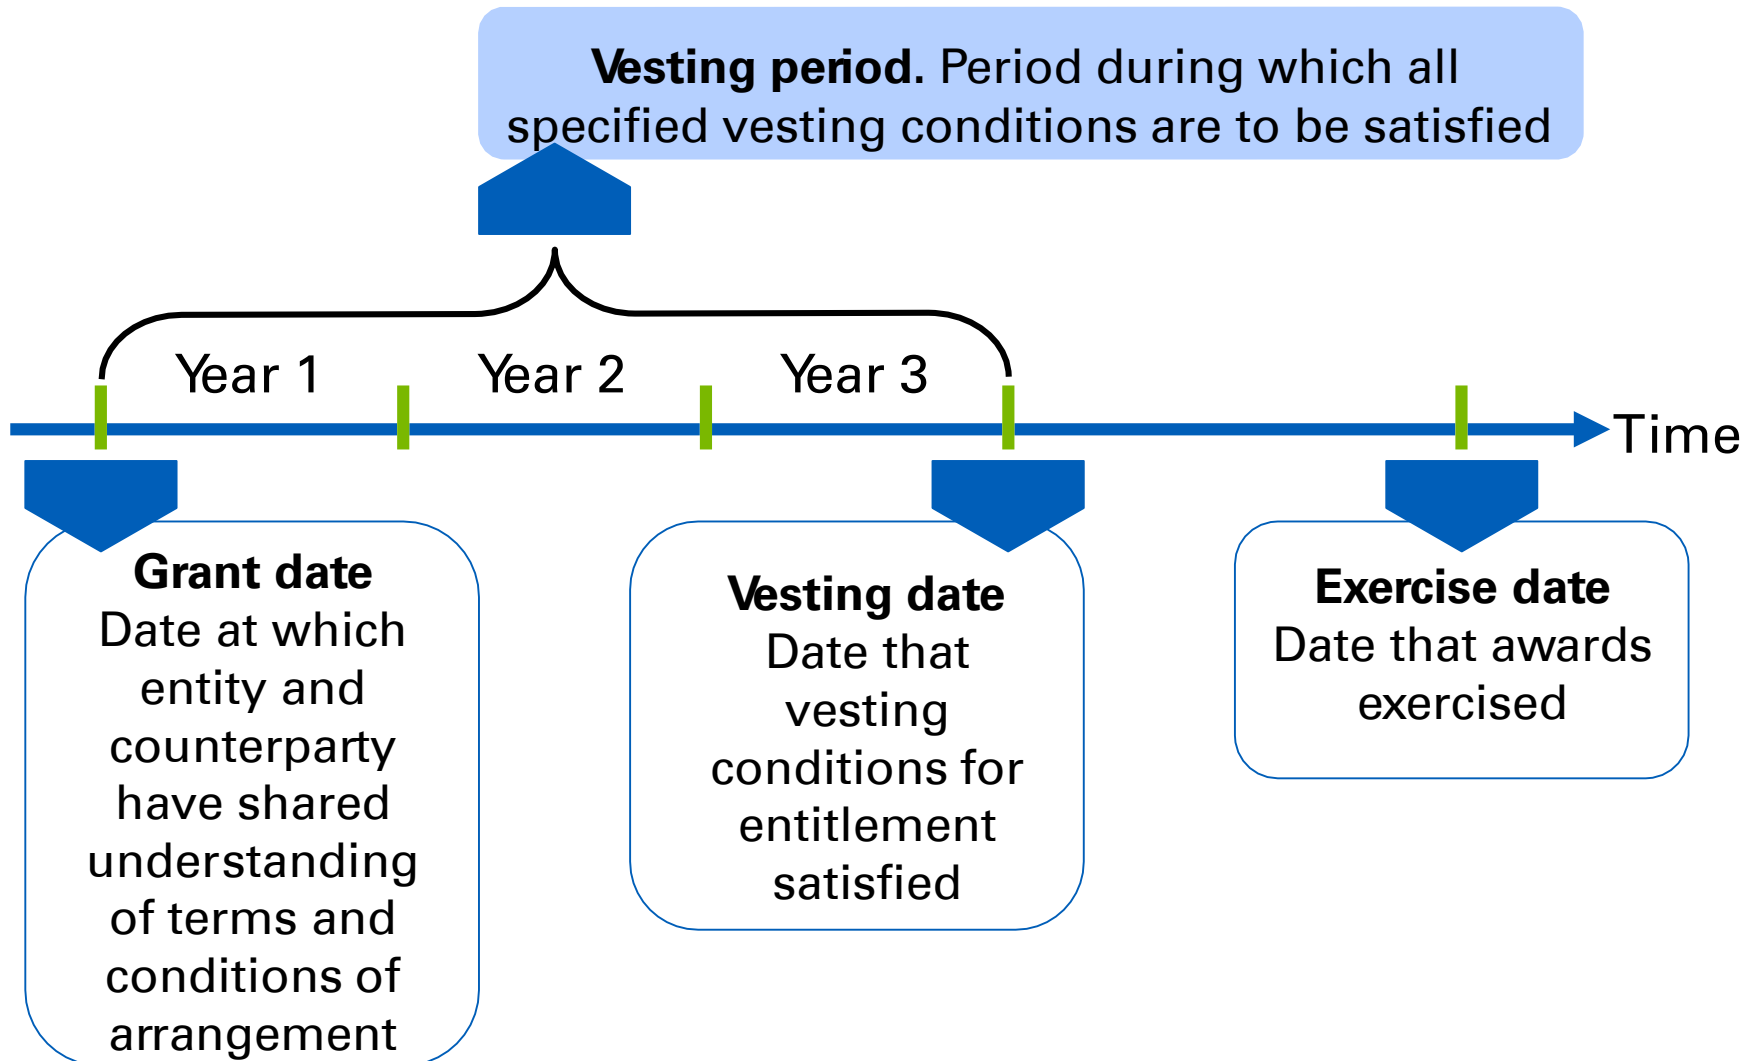 Vesting period. Period during which all
specified vesting conditions are to be satisfied
Year 1
Year 2
Year 3
Time
Grant date
Date at which
entity and
counterparty
have shared
understanding
of terms and
conditions of
arrangement
Vesting date
Date that
vesting
conditions for
entitlement
satisfied
Exercise date
Date that awards
exercised